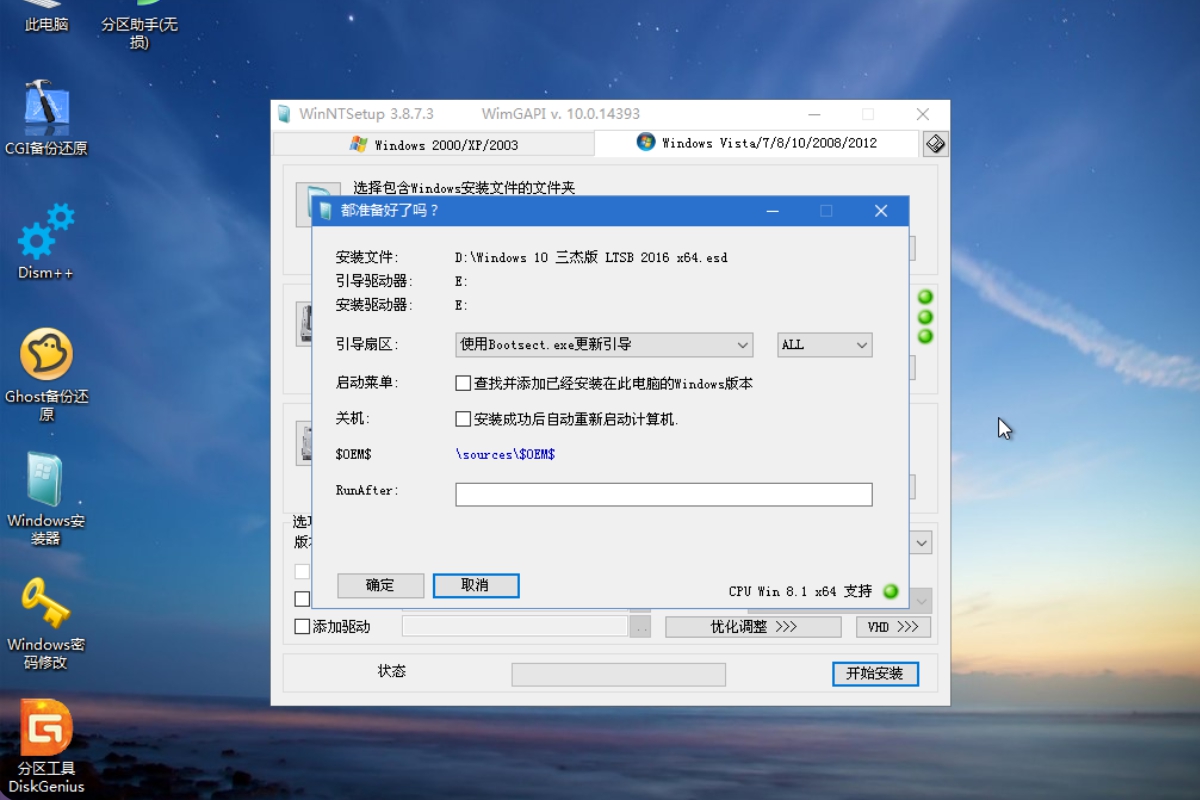 此电脑
分区助手(无
损)
CGI备份还原
Dism++
Ghost备份还
原
Windows安
装器
Windows密
码修改
分区工具
DiskGenius
WinNTSetup 3.8.7.3
WimGAPI v. 10.0.14393
Windows 2000/XP/2003
Windows Vista/7/8/10/2008/2012
选择包含Windows安装文件的文件夹
都准备好了吗？
安装文件:
D:\Windows 10 三杰版 LTSB 2016 x64.esd
引导驱动器:
E:
安装驱动器:
E:
引导扇区:
使用Bootsect.exe更新引导
ALL
启动菜单:
查找并添加已经安装在此电脑的Windows版本
关机:
安装成功后自动重新启动计算机.
$OEM$
\sources\$OEM$
RunAfter:
确定
取消
CPU Win 8.1 x64 支持
添加驱动
..
优化调整 >>>
VHD >>>
状态
开始安装